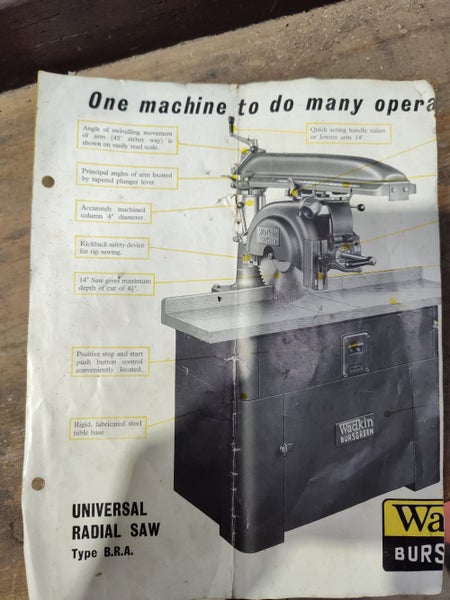 One machine to do many opera
Angle of swivelling movement
of arm (45° either way) is
shown on easily read scale.
Quick acting handle raises
or lowers arm 14".
Principal angles of arm located
by tapered plunger lever.
Accurately machined
column 4" diameter.
Kickback safety device
for rip sawing.
14" Saw gives maximum
depth of cut of 4½".
Positive stop and start
push button control
conveniently located.
Rigid, fabricated steel
table base
Wadkin
BURSGREEN
UNIVERSAL
RADIAL SAW
Type B.R.A.
Wa
BURS